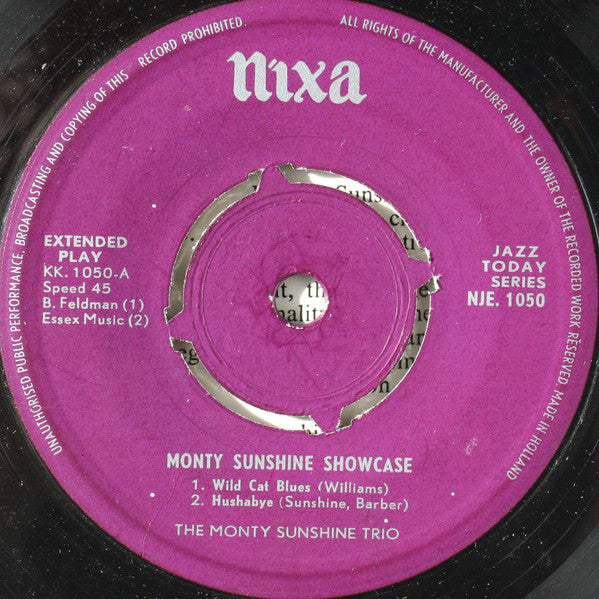 UNAUTHORISED PUBLIC PERFORMANCE, BROADCASTING AND COPYING OF THIS RECORD PROHIBITED.
ALL RIGHTS OF THE MANUFACTURER AND THE OWNER OF THE RECORDED WORK RESERVED. MADE IN HOLLAND
nixa
EXTENDED
PLAY
KK. 1050-A
Speed 45
B. Feldman (1)
Essex Music (2)
JAZZ
TODAY
SERIES
NJE. 1050
MONTY SUNSHINE SHOWCASE
1. Wild Cat Blues (Williams)
2. Hushabye (Sunshine, Barber)
THE MONTY SUNSHINE TRIO